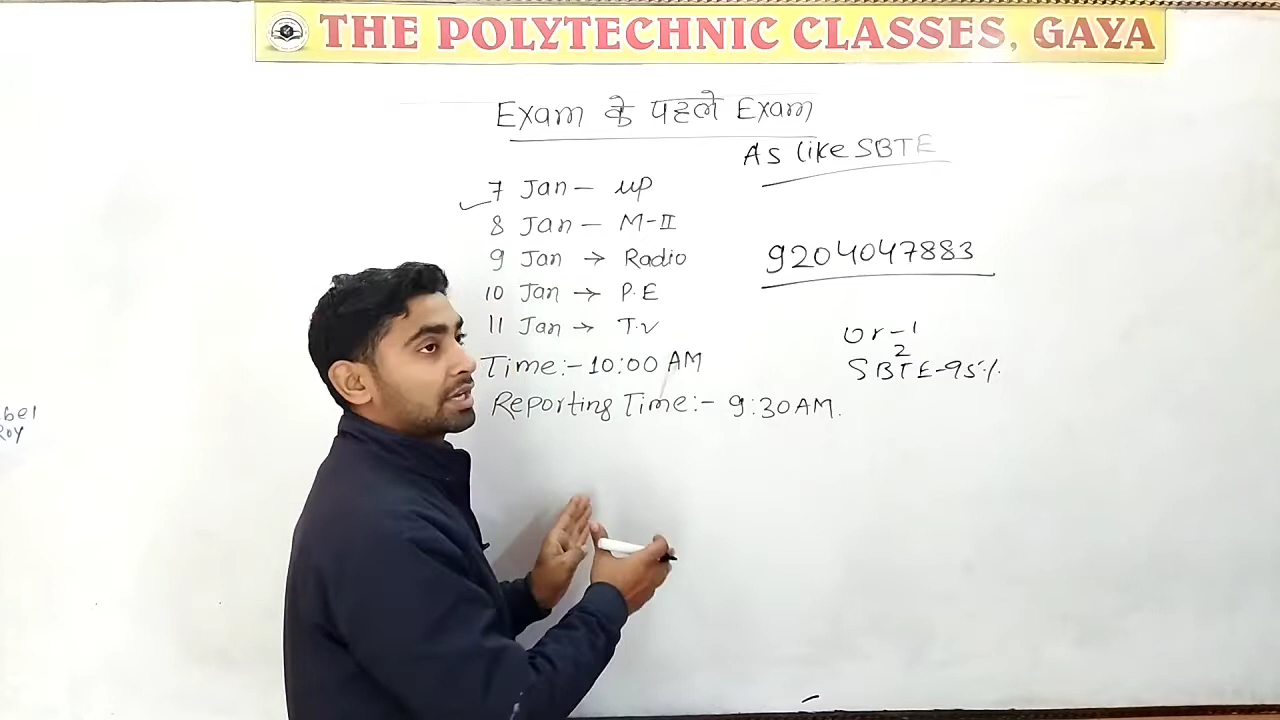 THE POLYTECHNIC CLASSES, GAYA
Exam के पहले Exam
As like SBTE
7 Jan – up
8 Jan – M-II
9 Jan → Radio
10 Jan → P.E
11 Jan → T.V
Time:- 10:00 AM
Reporting Time:- 9:30AM.
9204047883
Or-1
2
SBTE-95%.
bel
Roy